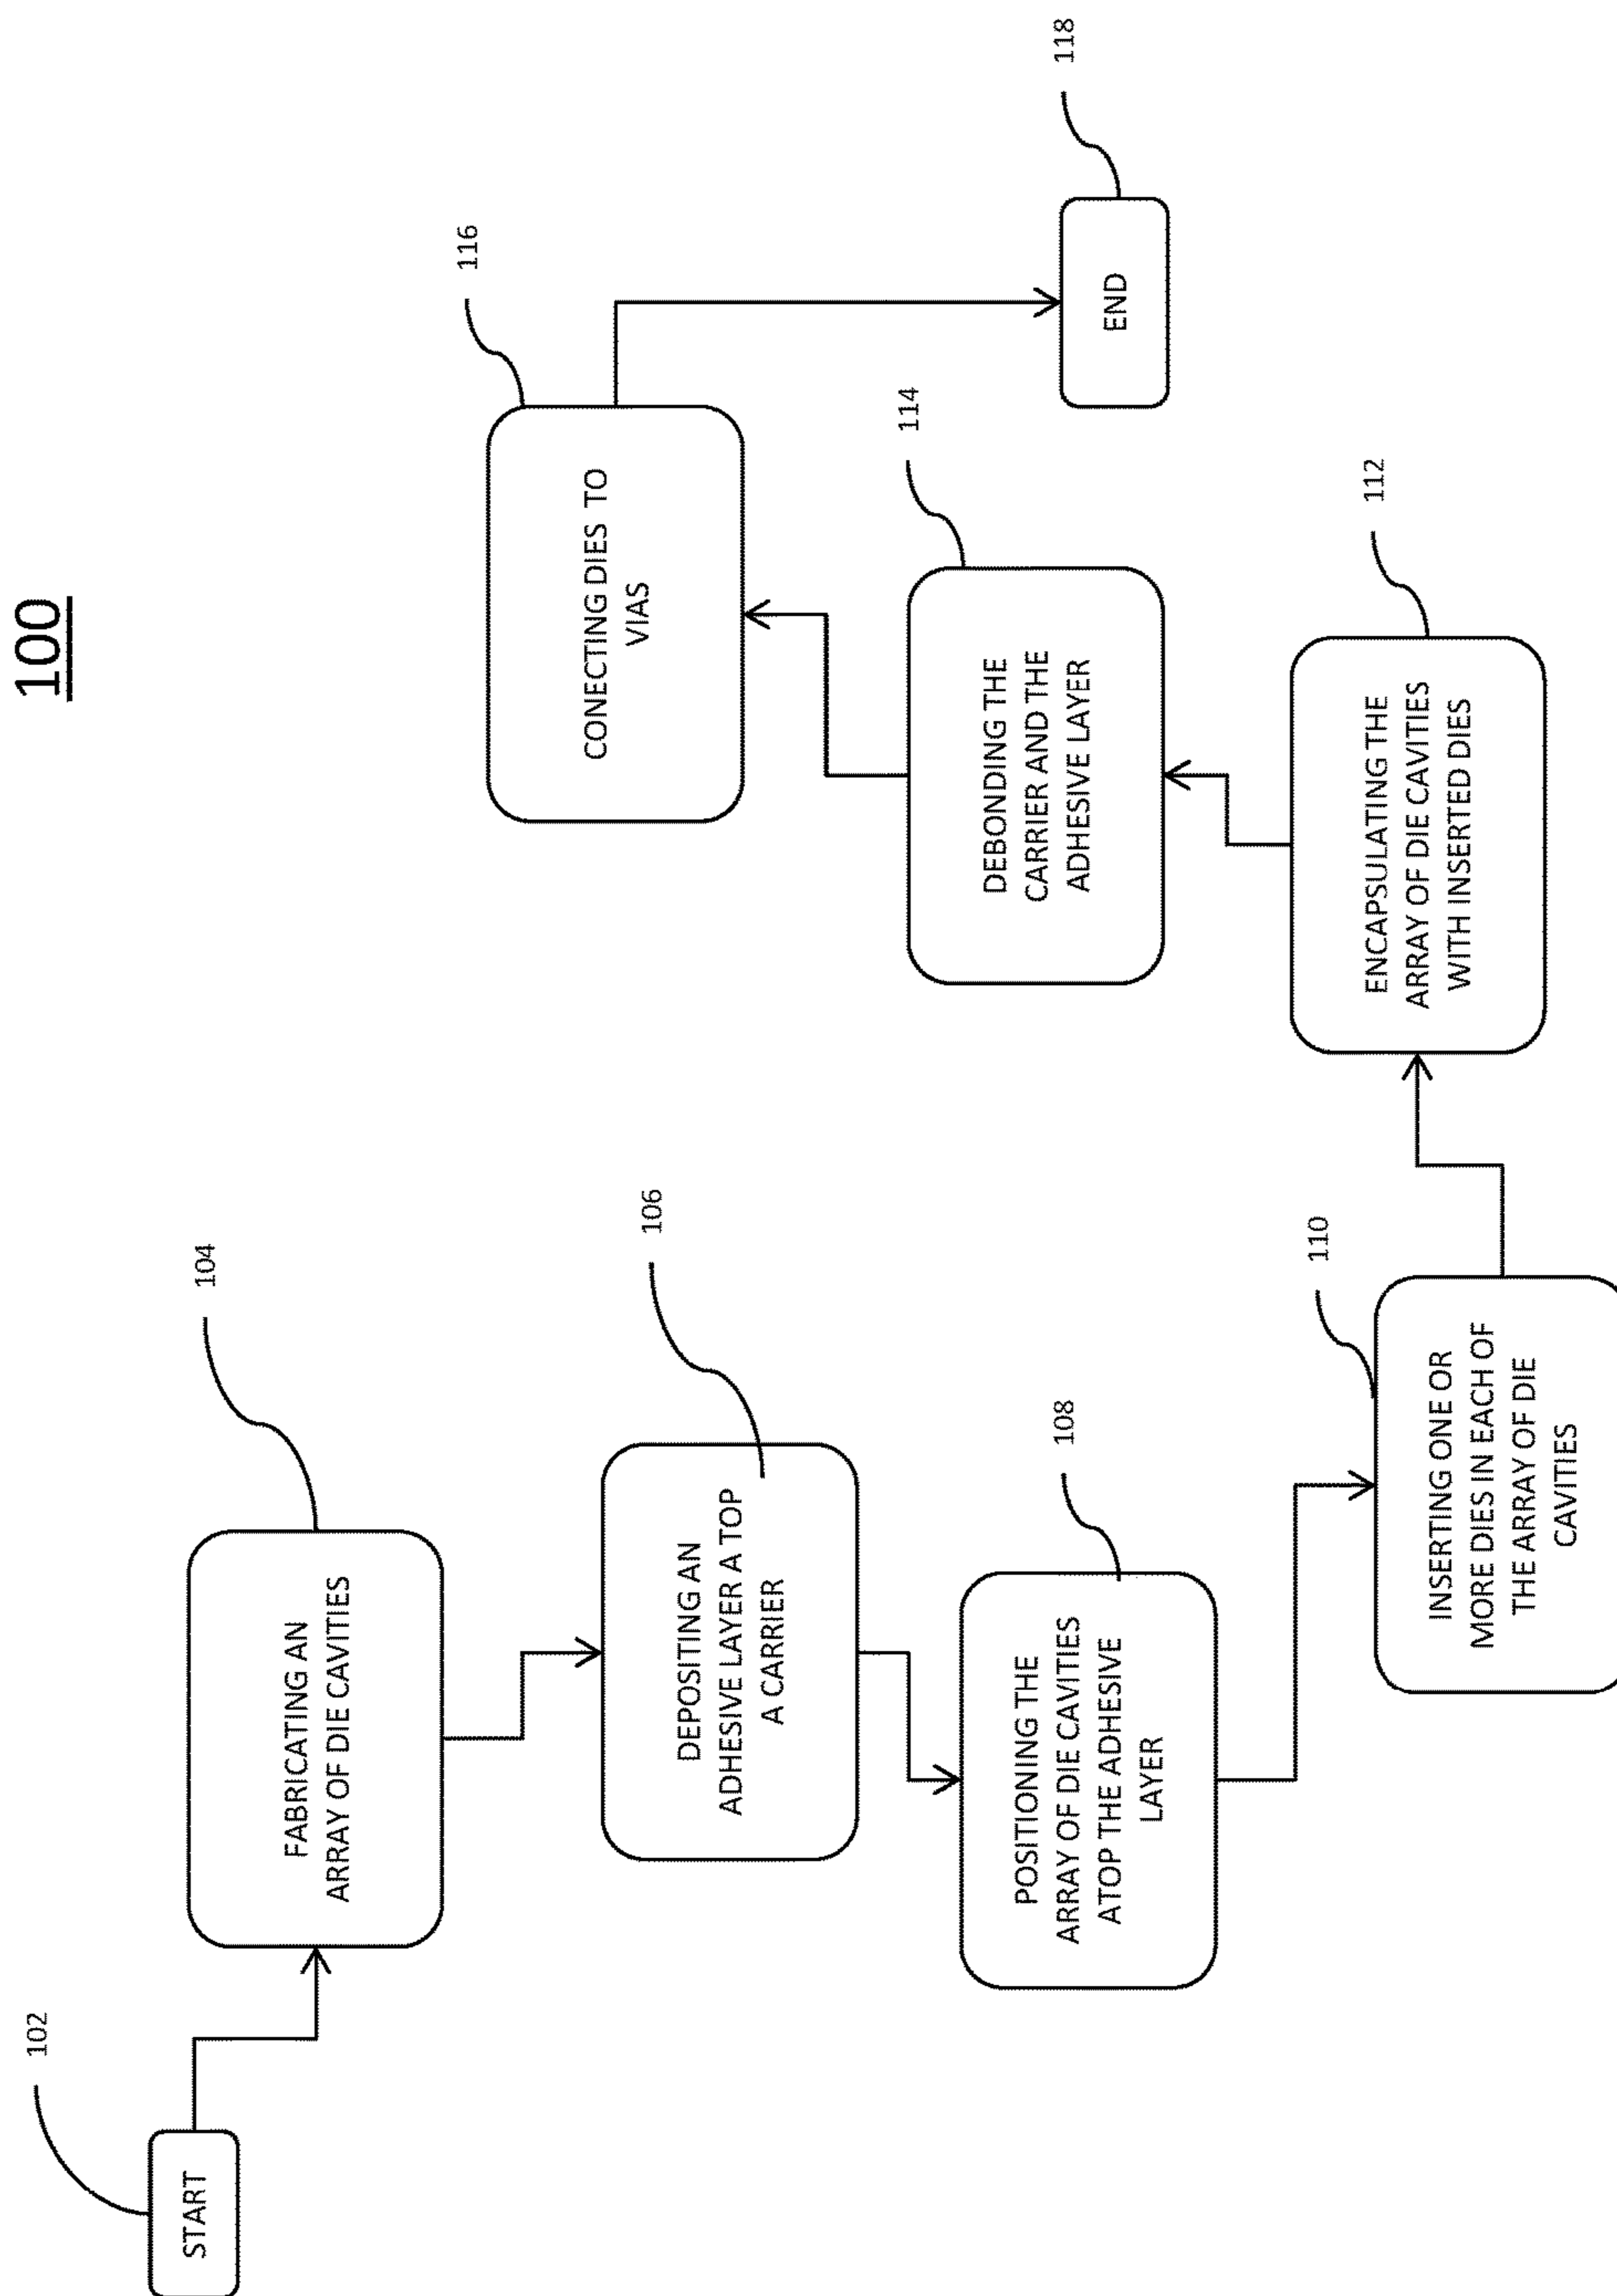 100
102
START
104
FABRICATING AN
ARRAY OF DIE CAVITIES
106
DEPOSITING AN
ADHESIVE LAYER A TOP
A CARRIER
108
POSITIONING THE
ARRAY OF DIE CAVITIES
ATOP THE ADHESIVE
LAYER
110
INSERTING ONE OR
MORE DIES IN EACH OF
THE ARRAY OF DIE
CAVITIES
112
ENCAPSULATING THE
ARRAY OF DIE CAVITIES
WITH INSERTED DIES
114
DEBONDING THE
CARRIER AND THE
ADHESIVE LAYER
116
CONECTING DIES TO
VIAS
118
END